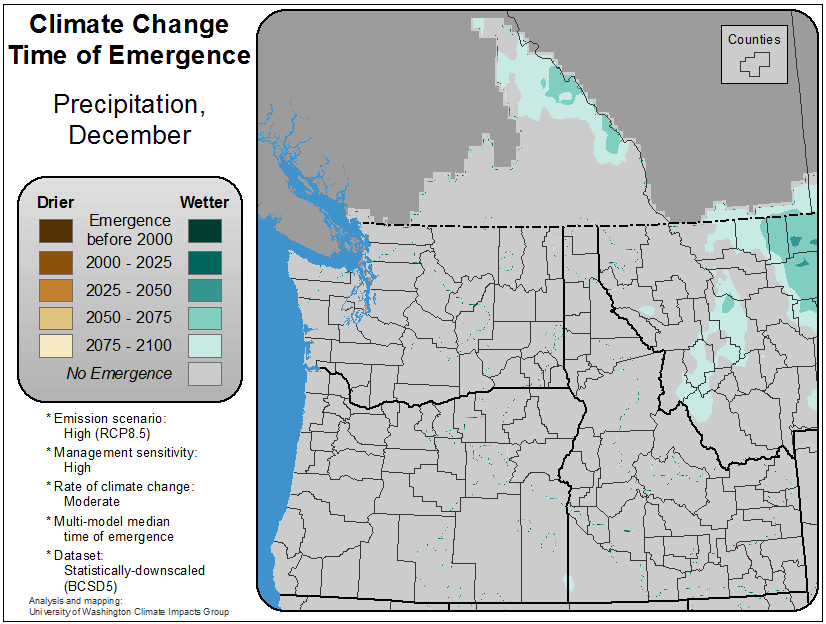 Climate Change
Time of Emergence
Precipitation,
December
Drier
Wetter
Emergence
before 2000
2000 - 2025
2025 - 2050
2050 - 2075
2075 - 2100
No Emergence
* Emission scenario:
High (RCP8.5)
* Management sensitivity:
High
* Rate of climate change:
Moderate
* Multi-model median
time of emergence
* Dataset:
Statistically-downscaled
(BCSD5)
Analysis and mapping:
University of Washington Climate Impacts Group
Counties